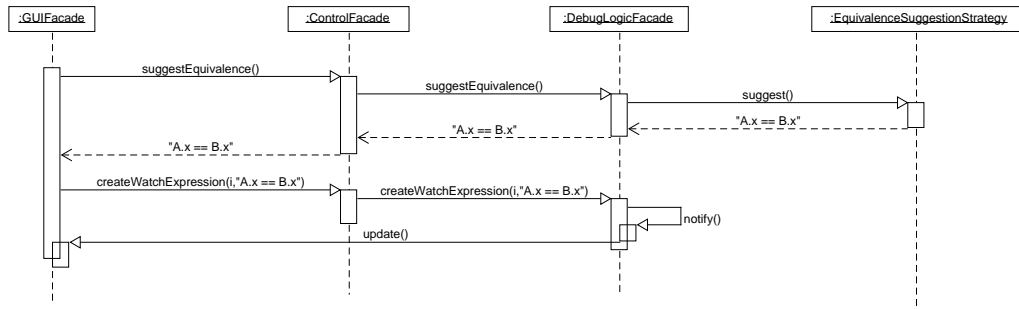 :GUIFacade
:ControlFacade
:DebugLogicFacade
:EquivalenceSuggestionStrategy
suggestEquivalence()
suggestEquivalence()
suggest()
"A.x == B.x"
"A.x == B.x"
"A.x == B.x"
createWatchExpression(i,"A.x == B.x")
createWatchExpression(i,"A.x == B.x")
notify()
update()